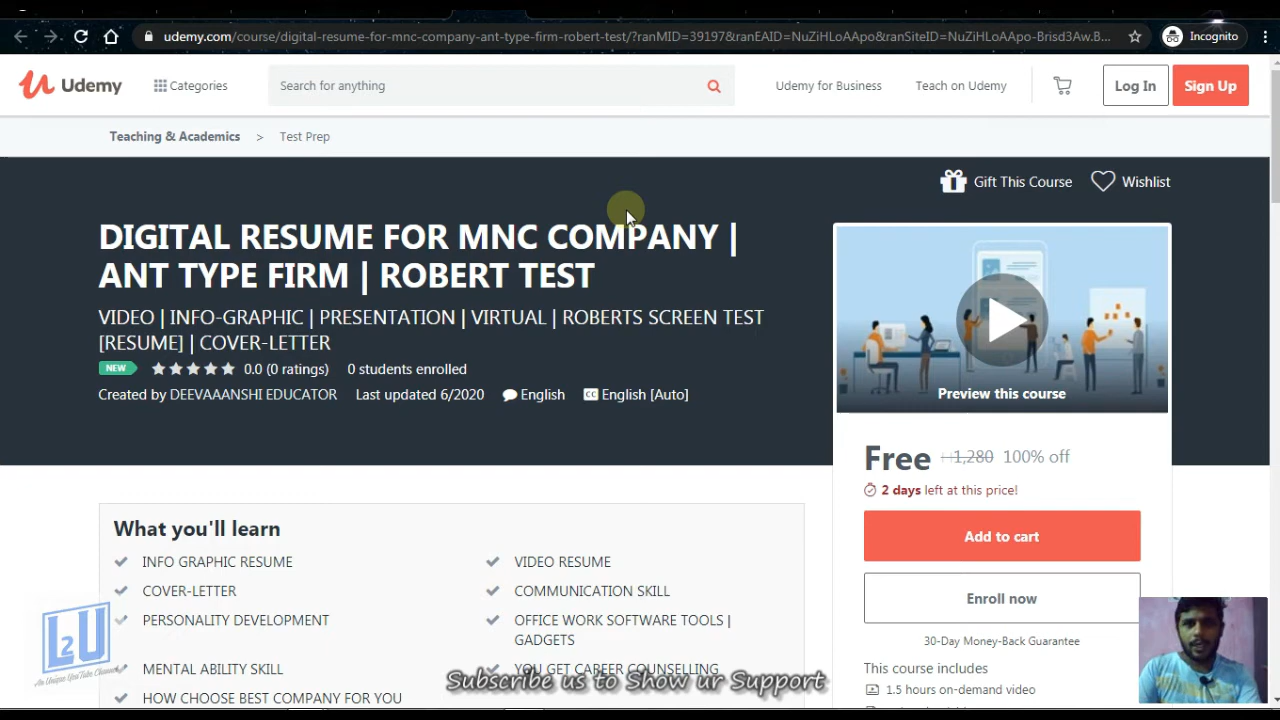 udemy.com/course/digital-resume-for-mnc-company-ant-type-firm-robert-test/?ranMID=39197&ranEAID=NuZiHLoAApo&ranSiteID=NuZiHLoAApo-Brisd3Aw.B...
Incognito
Udemy
Categories
Search for anything
Udemy for Business
Teach on Udemy
Log In
Sign Up
Teaching & Academics > Test Prep
Gift This Course
Wishlist
DIGITAL RESUME FOR MNC COMPANY |
ANT TYPE FIRM | ROBERT TEST
VIDEO | INFO-GRAPHIC | PRESENTATION | VIRTUAL | ROBERTS SCREEN TEST
[RESUME] | COVER-LETTER
NEW 0.0 (0 ratings) 0 students enrolled
Created by DEEVAAANSHI EDUCATOR Last updated 6/2020 English CC English [Auto]
Preview this course
Free 1,280 100% off
2 days left at this price!
Add to cart
Enroll now
30-Day Money-Back Guarantee
This course includes
1.5 hours on-demand video
What you'll learn
INFO GRAPHIC RESUME
VIDEO RESUME
COVER-LETTER
COMMUNICATION SKILL
PERSONALITY DEVELOPMENT
OFFICE WORK SOFTWARE TOOLS |
GADGETS
MENTAL ABILITY SKILL
YOU GET CAREER COUNSELLING
HOW CHOOSE BEST COMPANY FOR YOU
L2U
An Unique YouTube Channel
Subscribe us to Show ur Support